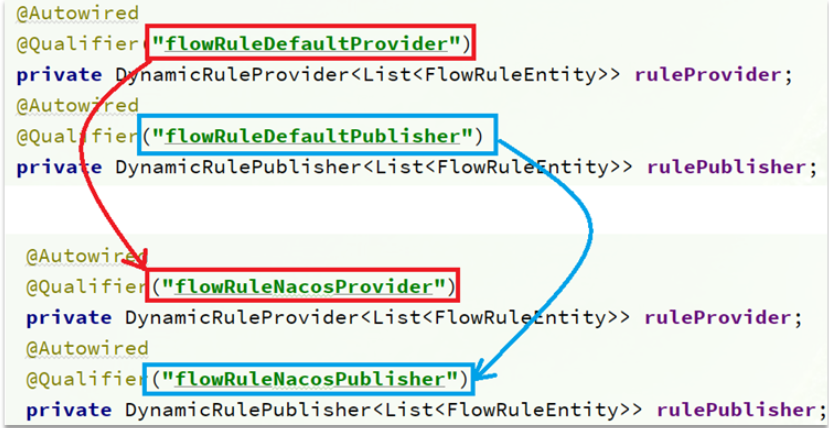 @Autowired
@Qualifier("flowRuleDefaultProvider")
private DynamicRuleProvider<List<FlowRuleEntity>> ruleProvider;
@Autowired
@Qualifier("flowRuleDefaultPublisher")
private DynamicRulePublisher<List<FlowRuleEntity>> rulePublisher;
@Autowired
@Qualifier("flowRuleNacosProvider")
private DynamicRuleProvider<List<FlowRuleEntity>> ruleProvider;
@Autowired
@Qualifier("flowRuleNacosPublisher")
private DynamicRulePublisher<List<FlowRuleEntity>> rulePublisher;